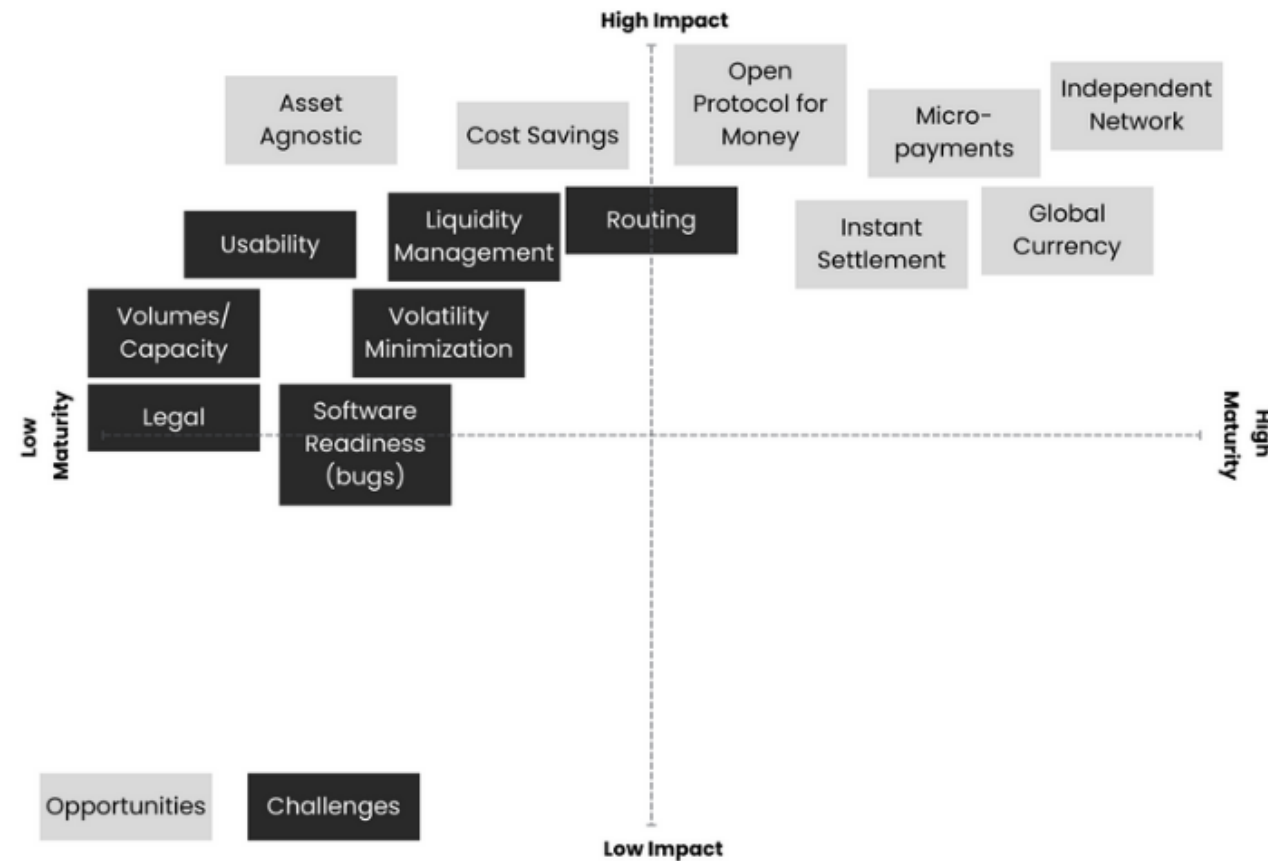 High Impact
Asset
Agnostic
Cost Savings
Open
Protocol for
Money
Micro-
payments
Independent
Network
Usability
Liquidity
Management
Routing
Instant
Settlement
Global
Currency
Volumes/
Capacity
Volatility
Minimization
Low
Maturity
Legal
Software
Readiness
(bugs)
High
Maturity
Opportunities
Challenges
Low Impact